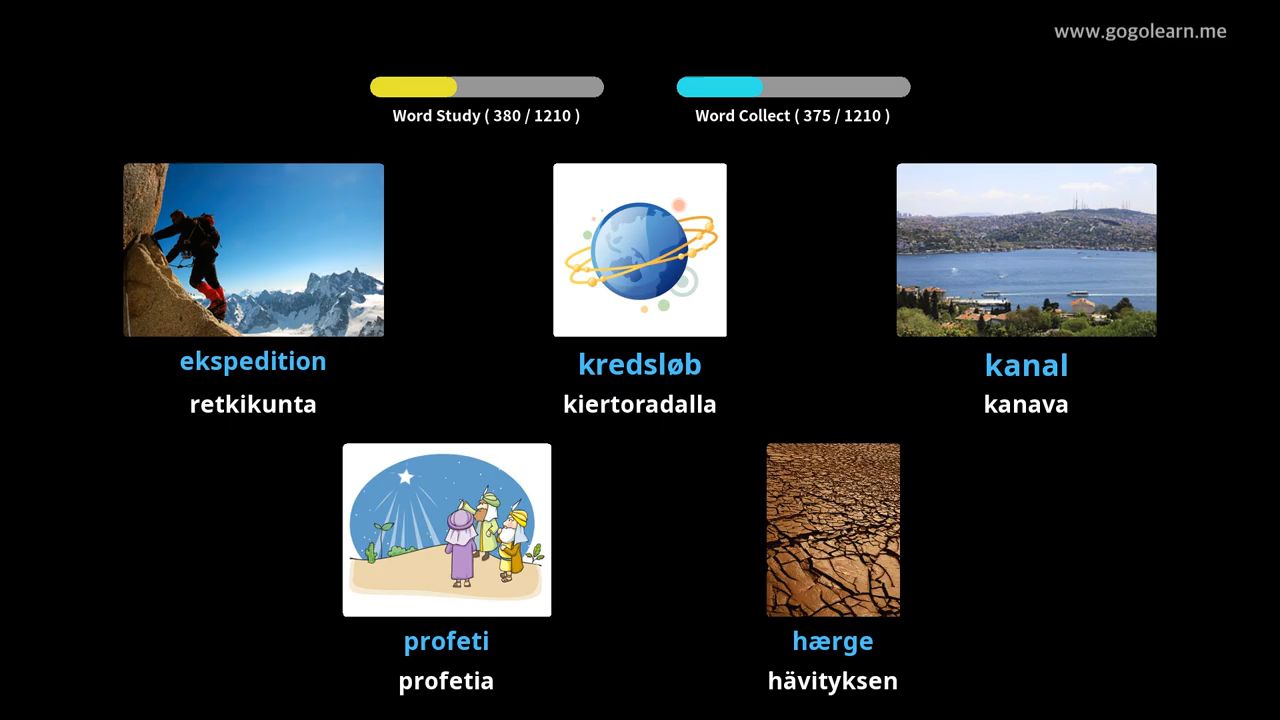 www.gogolearn.me
Word Study ( 380 / 1210 )
Word Collect ( 375 / 1210 )
ekspedition
retkikunta
kredsløb
kiertoradalla
kanal
kanava
profeti
profetia
hærge
hävityksen